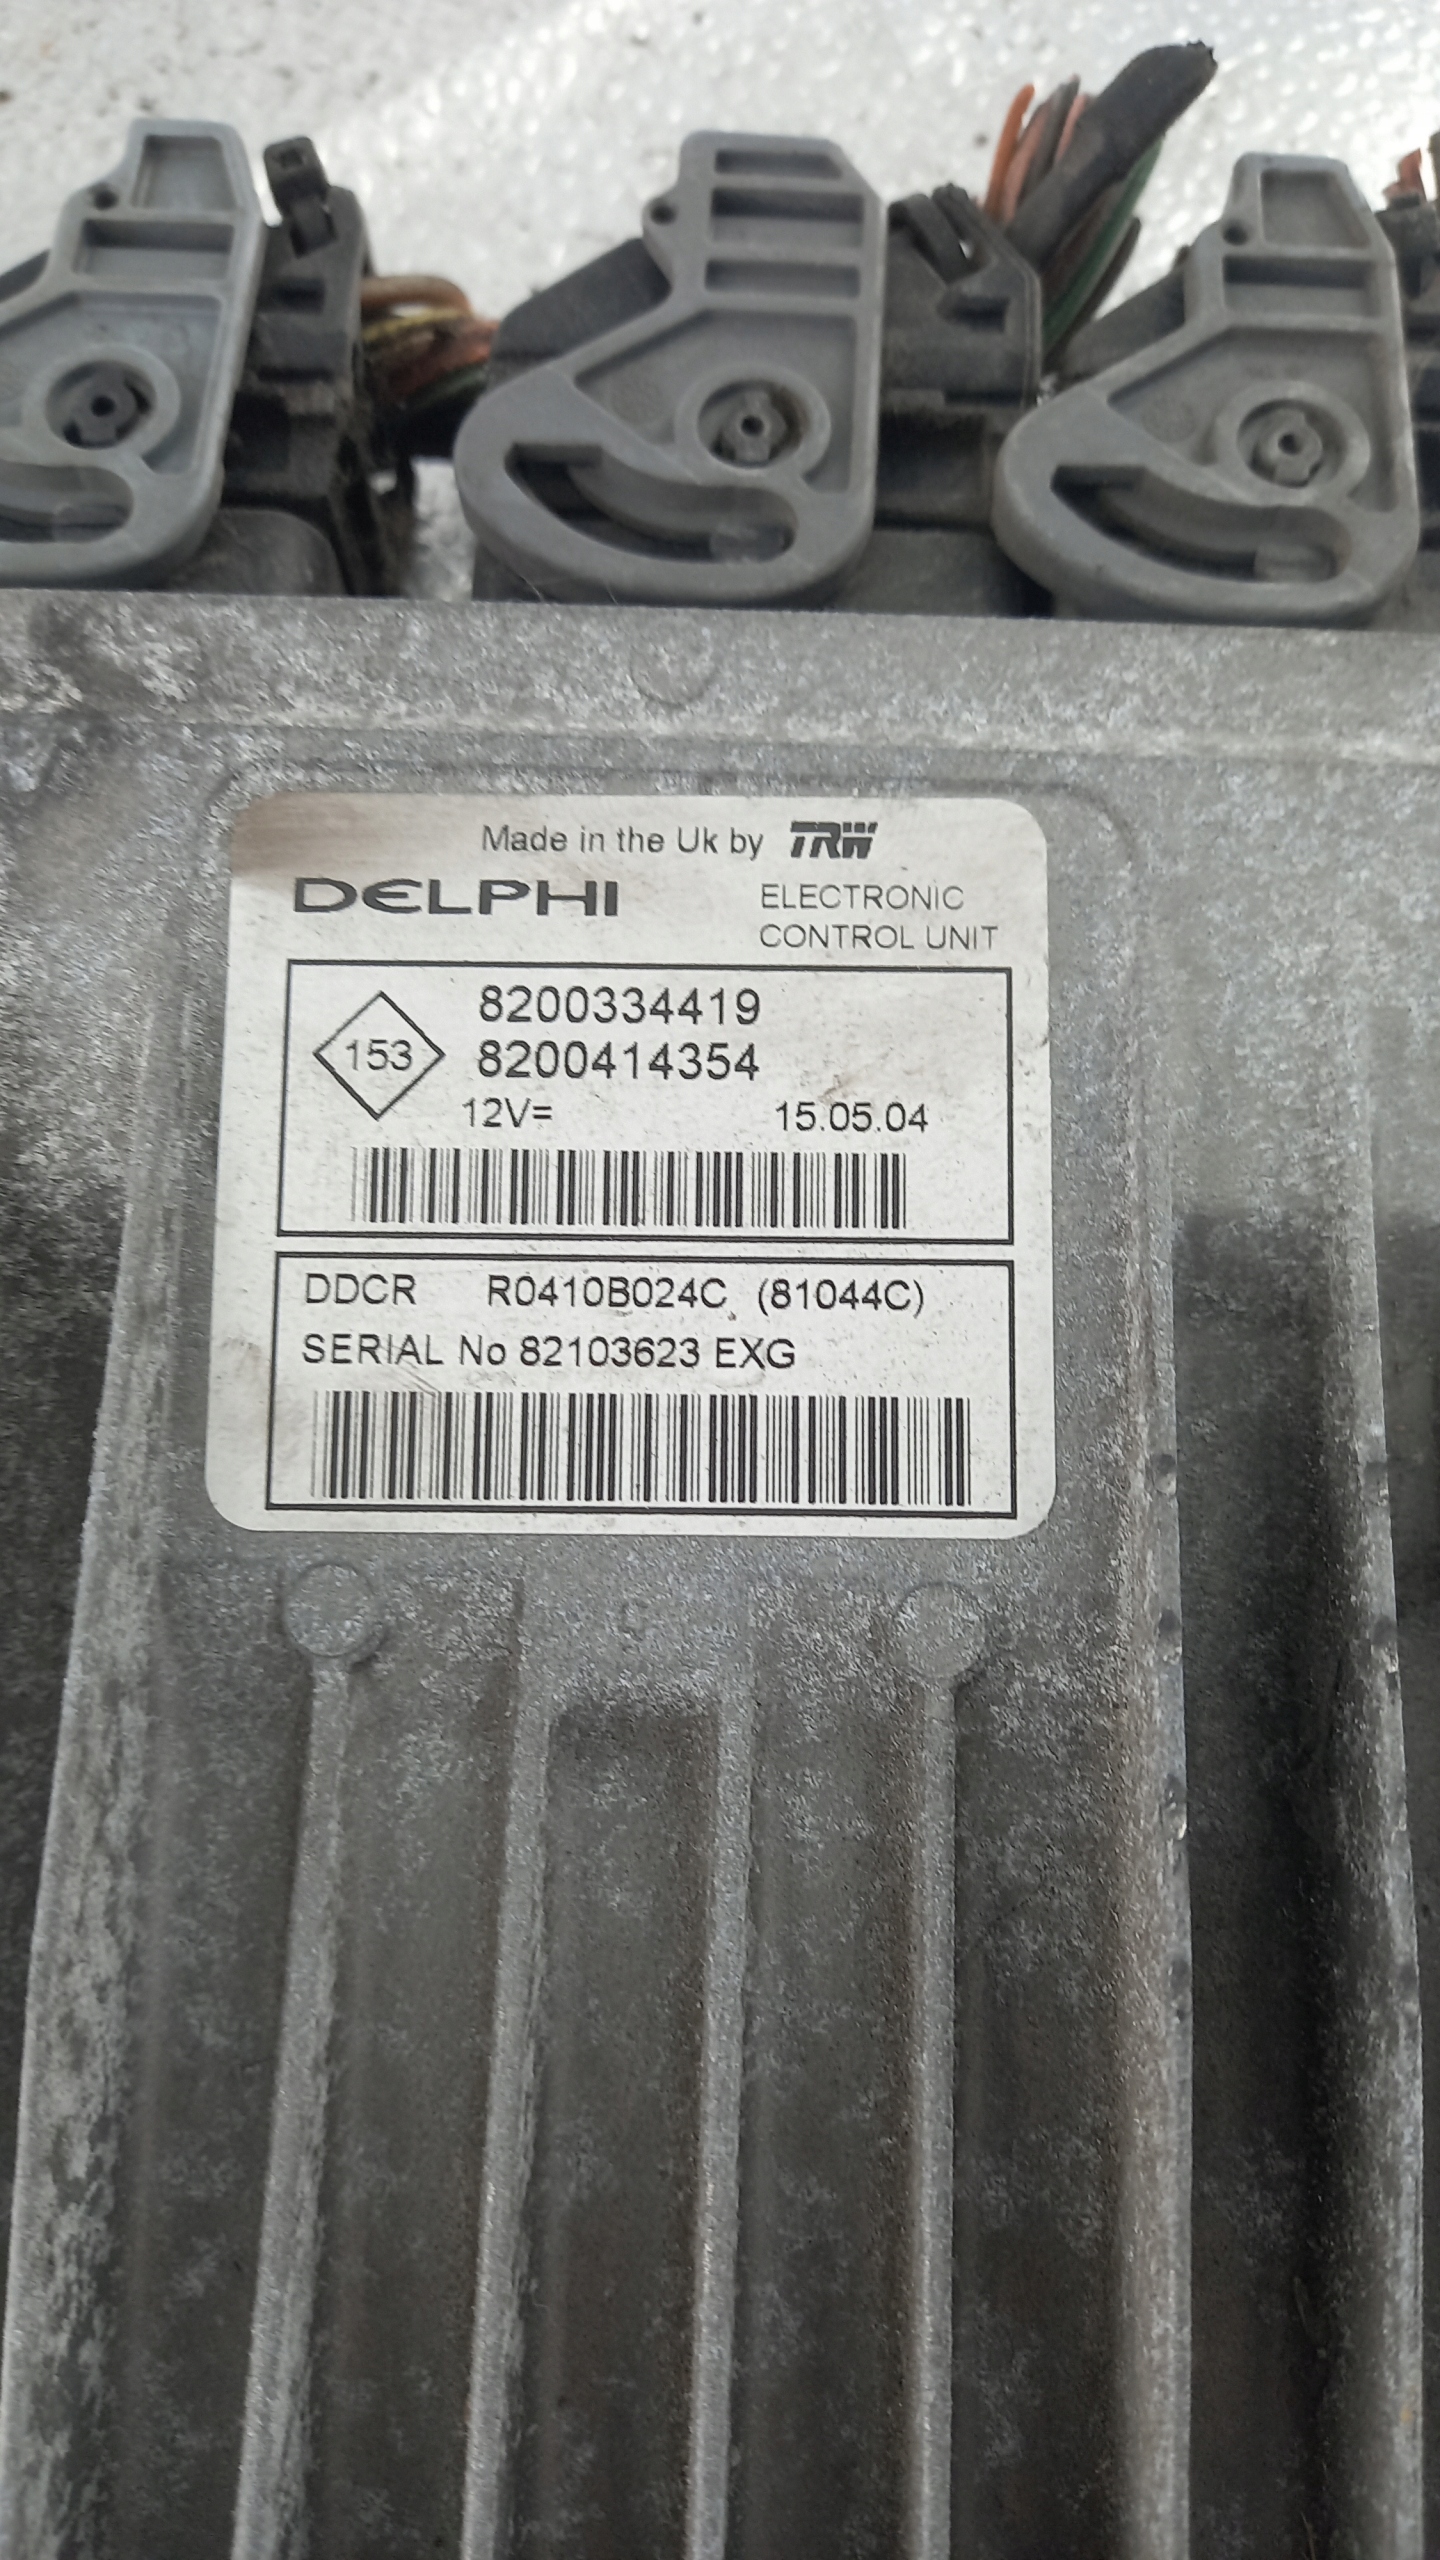 Made in the Uk by TRW
DELPHI
ELECTRONIC
CONTROL UNIT
153
8200334419
8200414354
12V= 15.05.04
DDCR R0410B024C (81044C)
SERIAL No 82103623 EXG